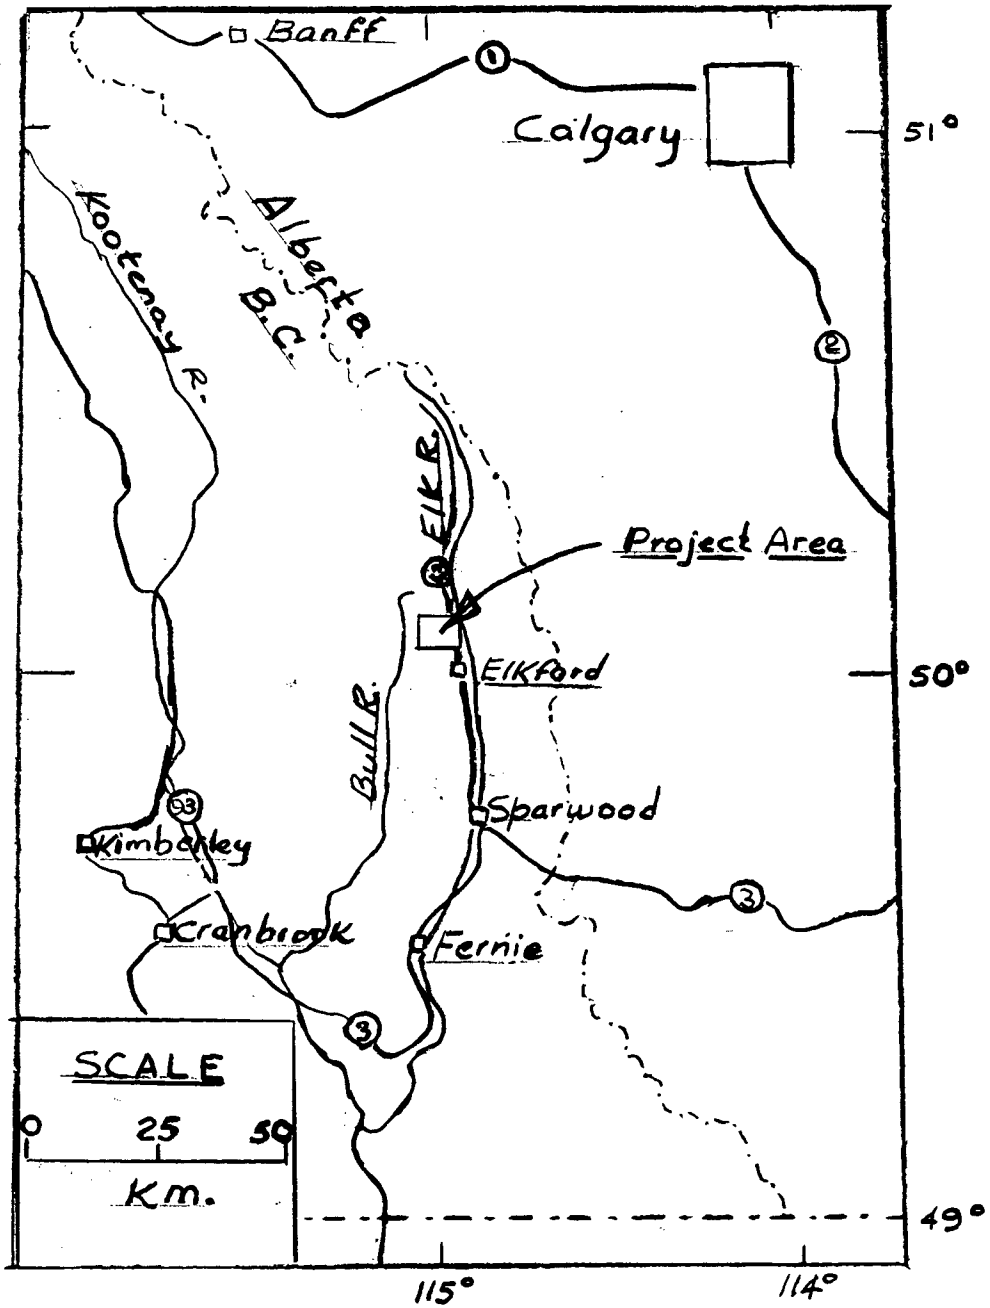 Banff
1
Calgary
51°
Kootenay R.
Alberta
B.C.
2
Elk R.
Project Area
43
Elkford
50°
Bull R.
Sparwood
93
Kimberley
3
Cranbrook
Fernie
3
SCALE
0 25 50
Km.
49°
115° 114°